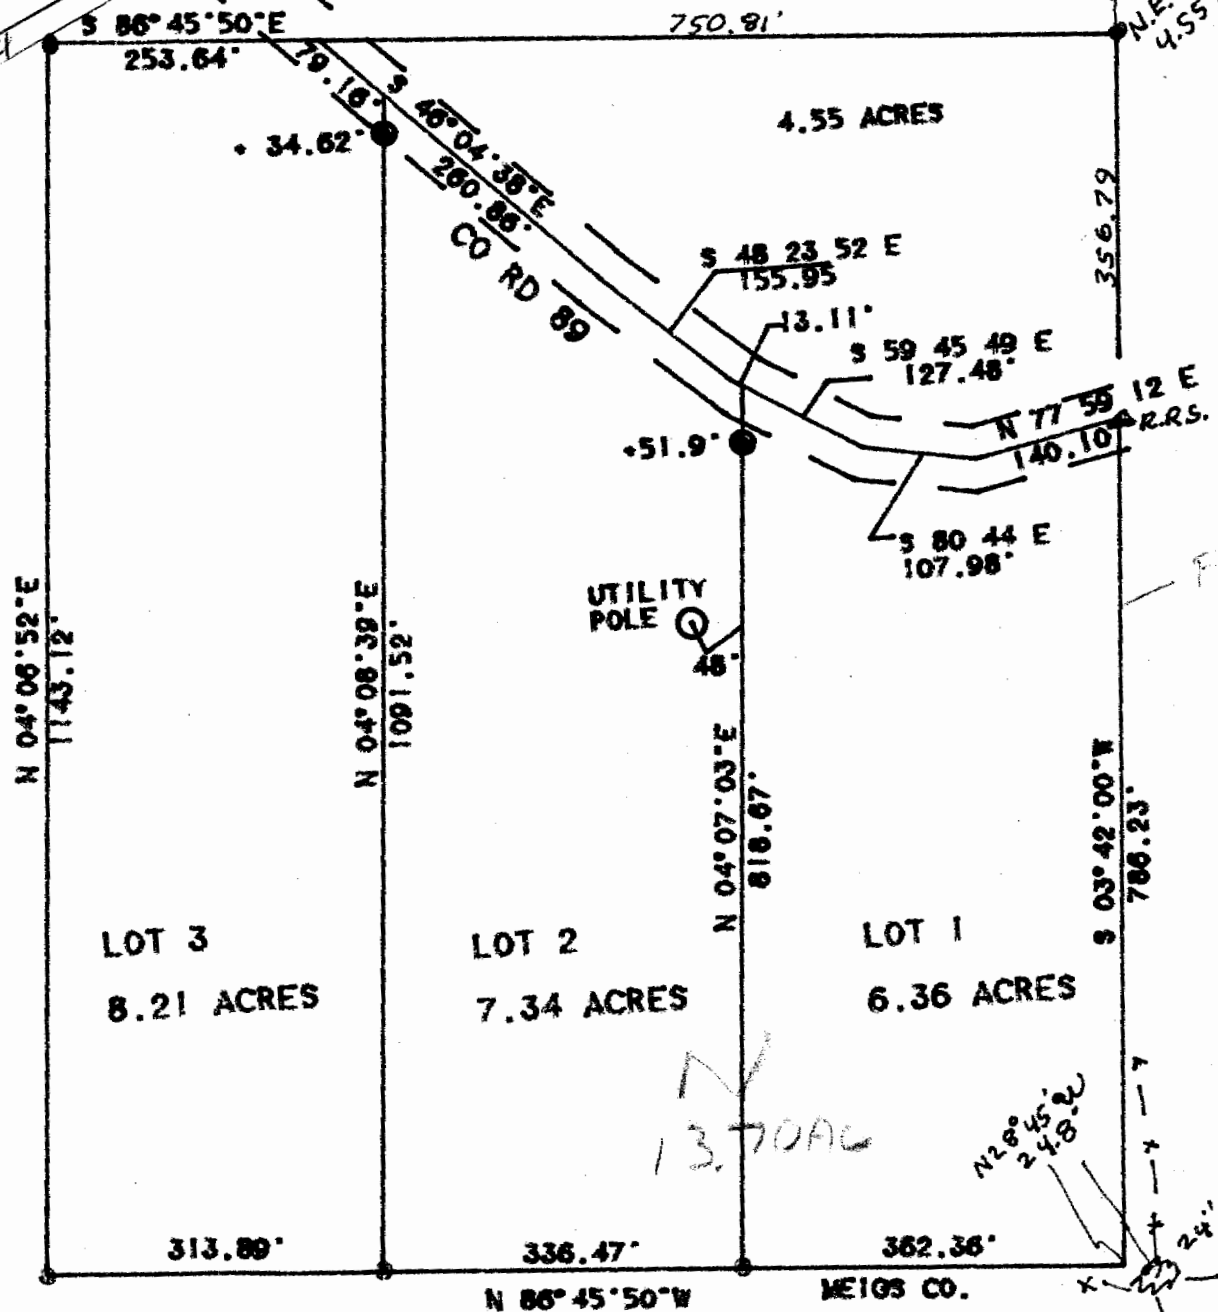 S 86° 45' 50" E
253.64'
750.81'
N.E.
4.55
79.16'
S 46° 04' 38" E
260.86'
+ 34.62'
4.55 ACRES
356.79
CO RD 89
S 48 23 52 E
155.95
13.11'
S 59 45 49 E
127.48'
N 77 59 12 E
140.10
R.R.S.
+51.9'
S 80 44 E
107.98'
UTILITY
POLE
48'
N 04° 06' 52" E
1143.12'
N 04° 08' 39" E
1091.52'
N 04° 07' 03" E
818.67'
S 03° 42' 00" W
786.23'
LOT 3
8.21 ACRES
LOT 2
7.34 ACRES
LOT 1
6.36 ACRES
N
13.70AC
N28° 45' W
24.8'
24"
313.89'
336.47'
362.36'
N 86° 45' 50" W
MEIGS CO.